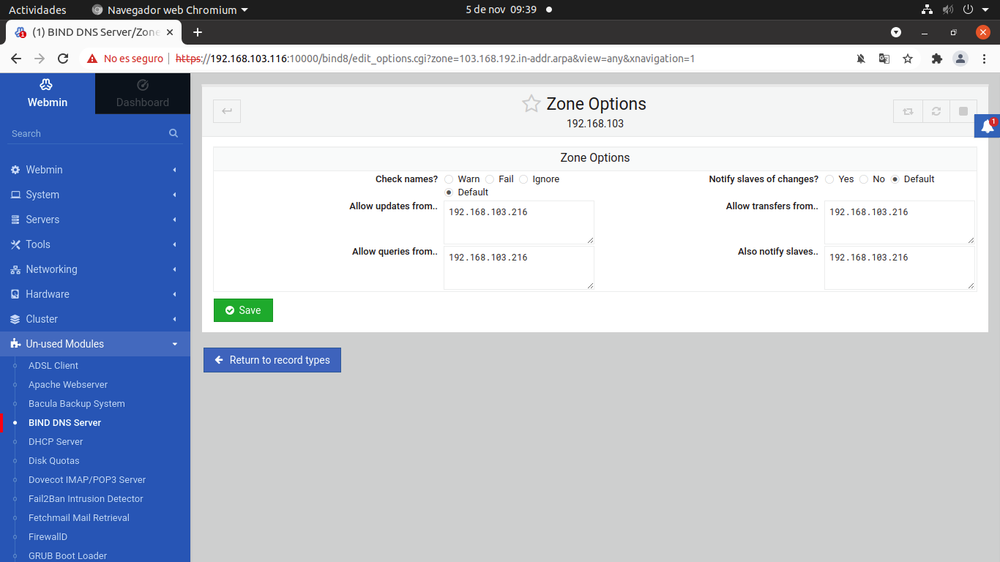 Actividades
Navegador web Chromium
5 de nov 09:39
1
(1) BIND DNS Server/Zone
No es seguro
https://192.168.103.116:10000/bind8/edit_options.cgi?zone=103.168.192.in-addr.arpa&view=any&xnavigation=1
Webmin
Dashboard
Search
Webmin
System
Servers
Tools
Networking
Hardware
Cluster
Un-used Modules
ADSL Client
Apache Webserver
Bacula Backup System
BIND DNS Server
DHCP Server
Disk Quotas
Dovecot IMAP/POP3 Server
Fail2Ban Intrusion Detector
Fetchmail Mail Retrieval
FirewallD
GRUB Boot Loader
Zone Options
192.168.103
1
Zone Options
Check names? Warn Fail Ignore
Default
Notify slaves of changes? Yes No Default
Allow updates from.. 192.168.103.216
Allow transfers from.. 192.168.103.216
Allow queries from.. 192.168.103.216
Also notify slaves.. 192.168.103.216
Save
Return to record types